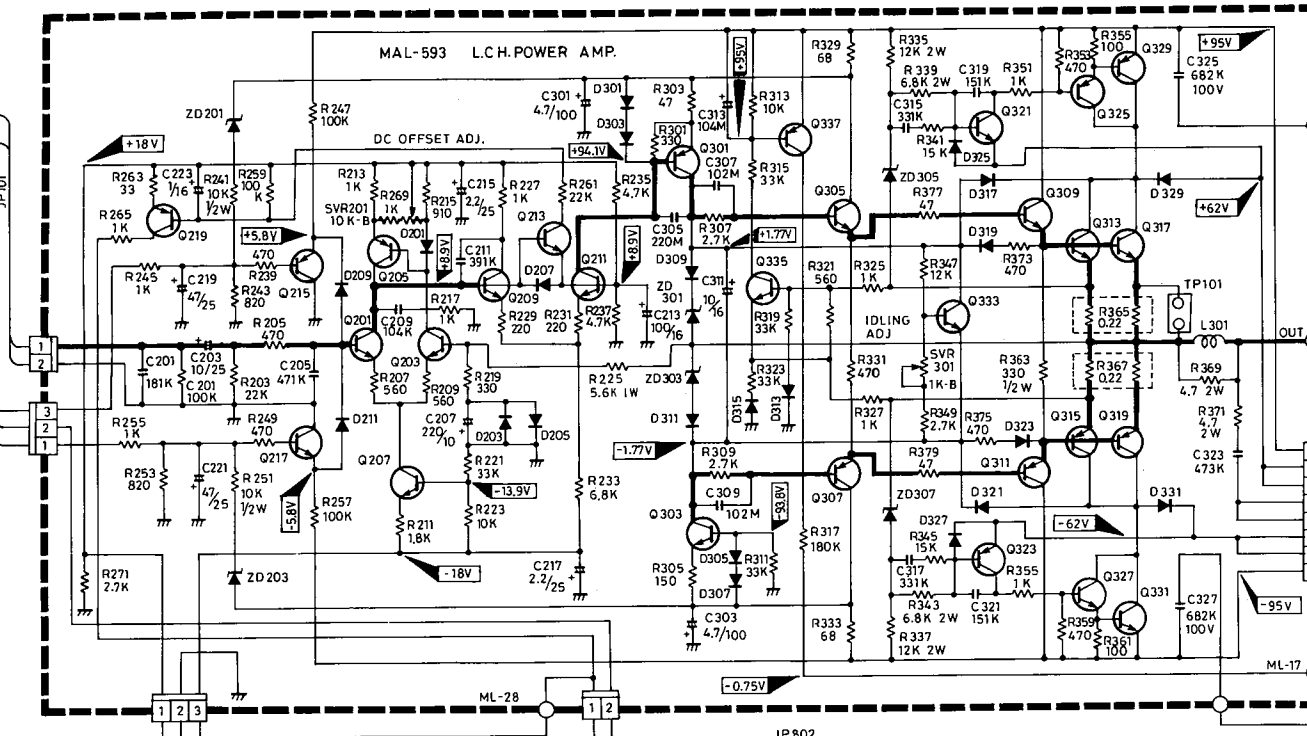 MAL-593 L.CH.POWER AMP.
R329
68
R335
12K 2W
R353
470
R355
100
Q329
+95V
C325
682K
100V
ZD201
R247
100K
C301
4.7/100
D301
D303
R303
47
C313
104M
+95V
R313
10K
Q337
R339
6.8K 2W
C319
151K
R351
1K
Q325
Q321
C315
331K
R341
15K
D325
DC OFFSET ADJ.
+18V
+94.1V
R301
330
Q301
C307
102M
R315
33K
ZD305
R263
33
C223
1/16
R241
10K
1/2W
R259
100
K
R213
1K
R269
1K
SVR201
10K-B
R215
910
D201
C215
2.2/25
R227
1K
R261
22K
R235
4.7K
Q305
R377
47
D317
Q309
D329
+62V
R265
1K
Q219
+5.8V
Q205
+8.9V
C211
391K
Q213
Q211
+8.9V
C305
220M
R307
2.7K
+1.77V
D319
Q313
Q317
R239
470
Q215
D209
Q209
D207
D309
R321
560
R325
1K
R347
12K
R373
470
R245
1K
C219
47/25
R243
820
C209
104K
R217
1K
R229
220
R231
220
R237
4.7K
C213
100/16
ZD
301
C311
10/16
Q335
R319
33K
Q333
IDLING
ADJ
TP101
R365
0.22
L301
OUT
JP101
1
2
C201
181K
C203
10/25
R205
470
C201
100K
R203
22K
C205
471K
Q201
Q203
R207
560
R209
560
R219
330
R225
5.6K 1W
ZD303
R323
33K
R331
470
SVR
301
1K-B
R363
330
1/2W
R367
0.22
R369
4.7 2W
3
2
1
R255
1K
R249
470
D211
C207
220/10
D203
D205
D311
D315
D313
R327
1K
R349
2.7K
R375
470
D323
Q315
Q319
R371
4.7
2W
R253
820
C221
47/25
R251
10K
1/2W
Q217
-5.8V
R257
100K
Q207
R221
33K
-13.9V
R223
10K
R233
6.8K
-1.77V
R309
2.7K
C309
102M
Q307
R379
47
Q311
C323
473K
ZD307
D321
D331
-62V
R211
1.8K
-18V
Q303
-93.8V
R317
180K
D327
R345
15K
Q323
ZD203
R271
2.7K
C217
2.2/25
R305
150
D305
D307
R311
33K
C317
331K
R343
6.8K 2W
C321
151K
R355
1K
Q327
Q331
C327
682K
100V
-95V
C303
4.7/100
R333
68
R337
12K 2W
R359
470
R361
100
-0.75V
ML-17
ML-28
1 2 3
1 2
JP802